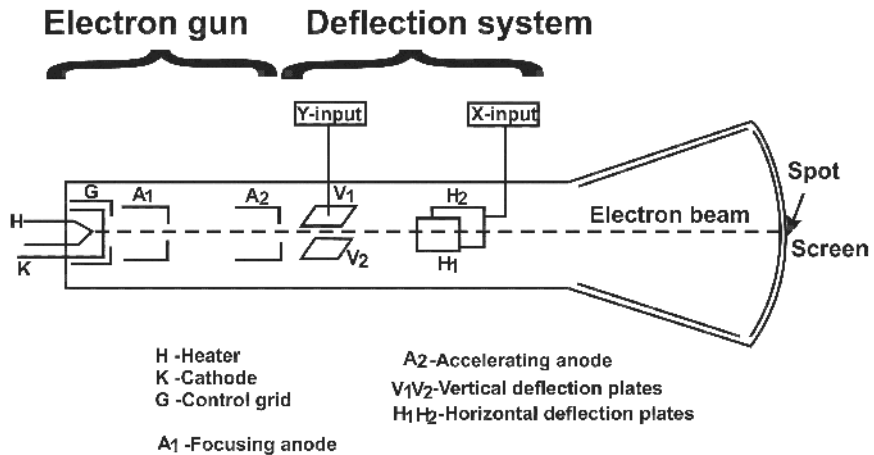 Electron gun Deflection system
Y-input X-input
G A1 A2 V1 H2
Spot
H
Electron beam
K V2 H1 Screen
H -Heater
K -Cathode
G -Control grid
A1 -Focusing anode
A2-Accelerating anode
V1V2-Vertical deflection plates
H1H2-Horizontal deflection plates